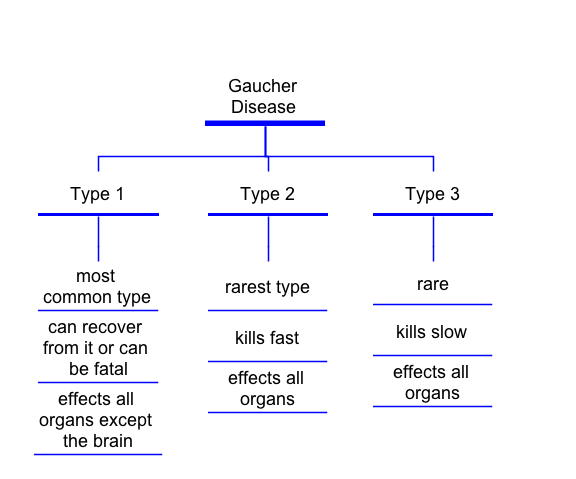 Gaucher
Disease
Type 1
Type 2
Type 3
most
common type
can recover
from it or can
be fatal
effects all
organs except
the brain
rarest type
kills fast
effects all
organs
rare
kills slow
effects all
organs